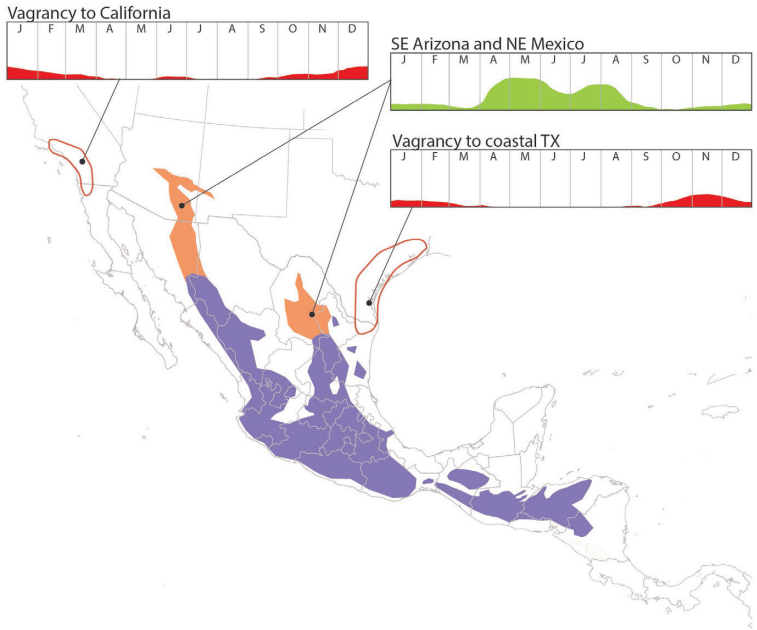 Vagrancy to California
J F M A M J J A S O N D
SE Arizona and NE Mexico
J F M A M J J A S O N D
Vagrancy to coastal TX
J F M A M J J A S O N D